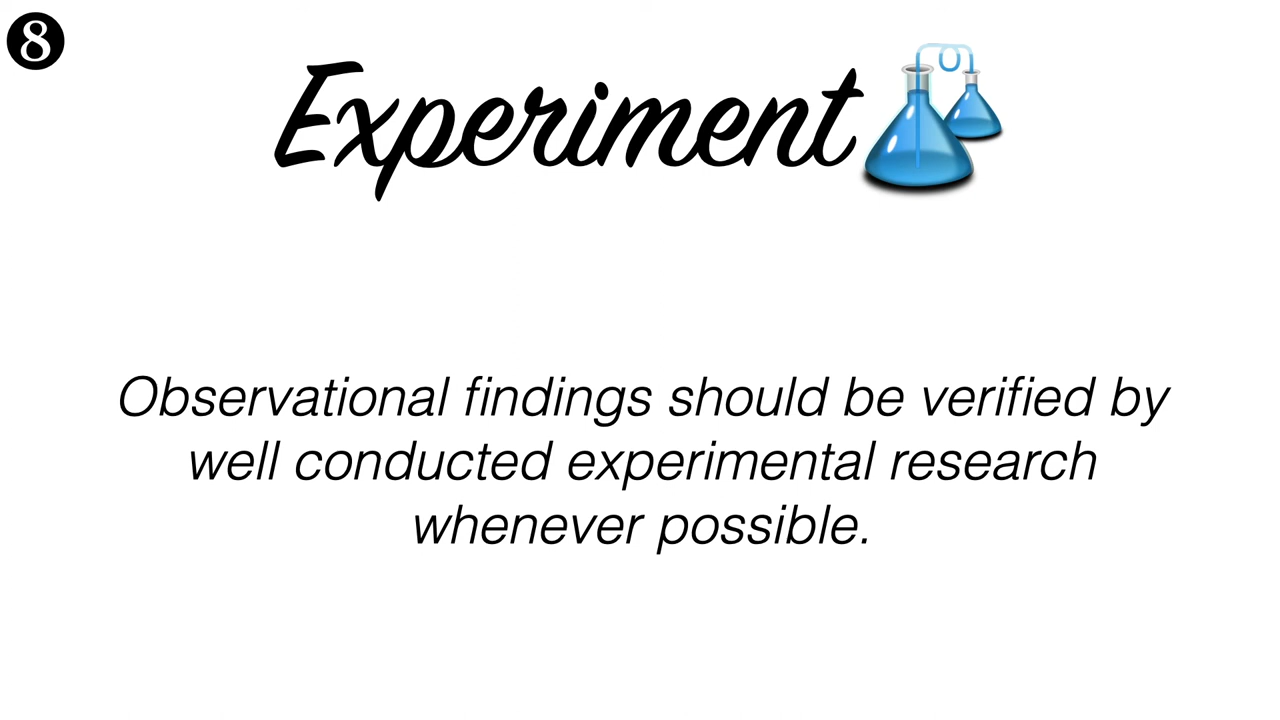 8
Experiment
Observational findings should be verified by
well conducted experimental research
whenever possible.